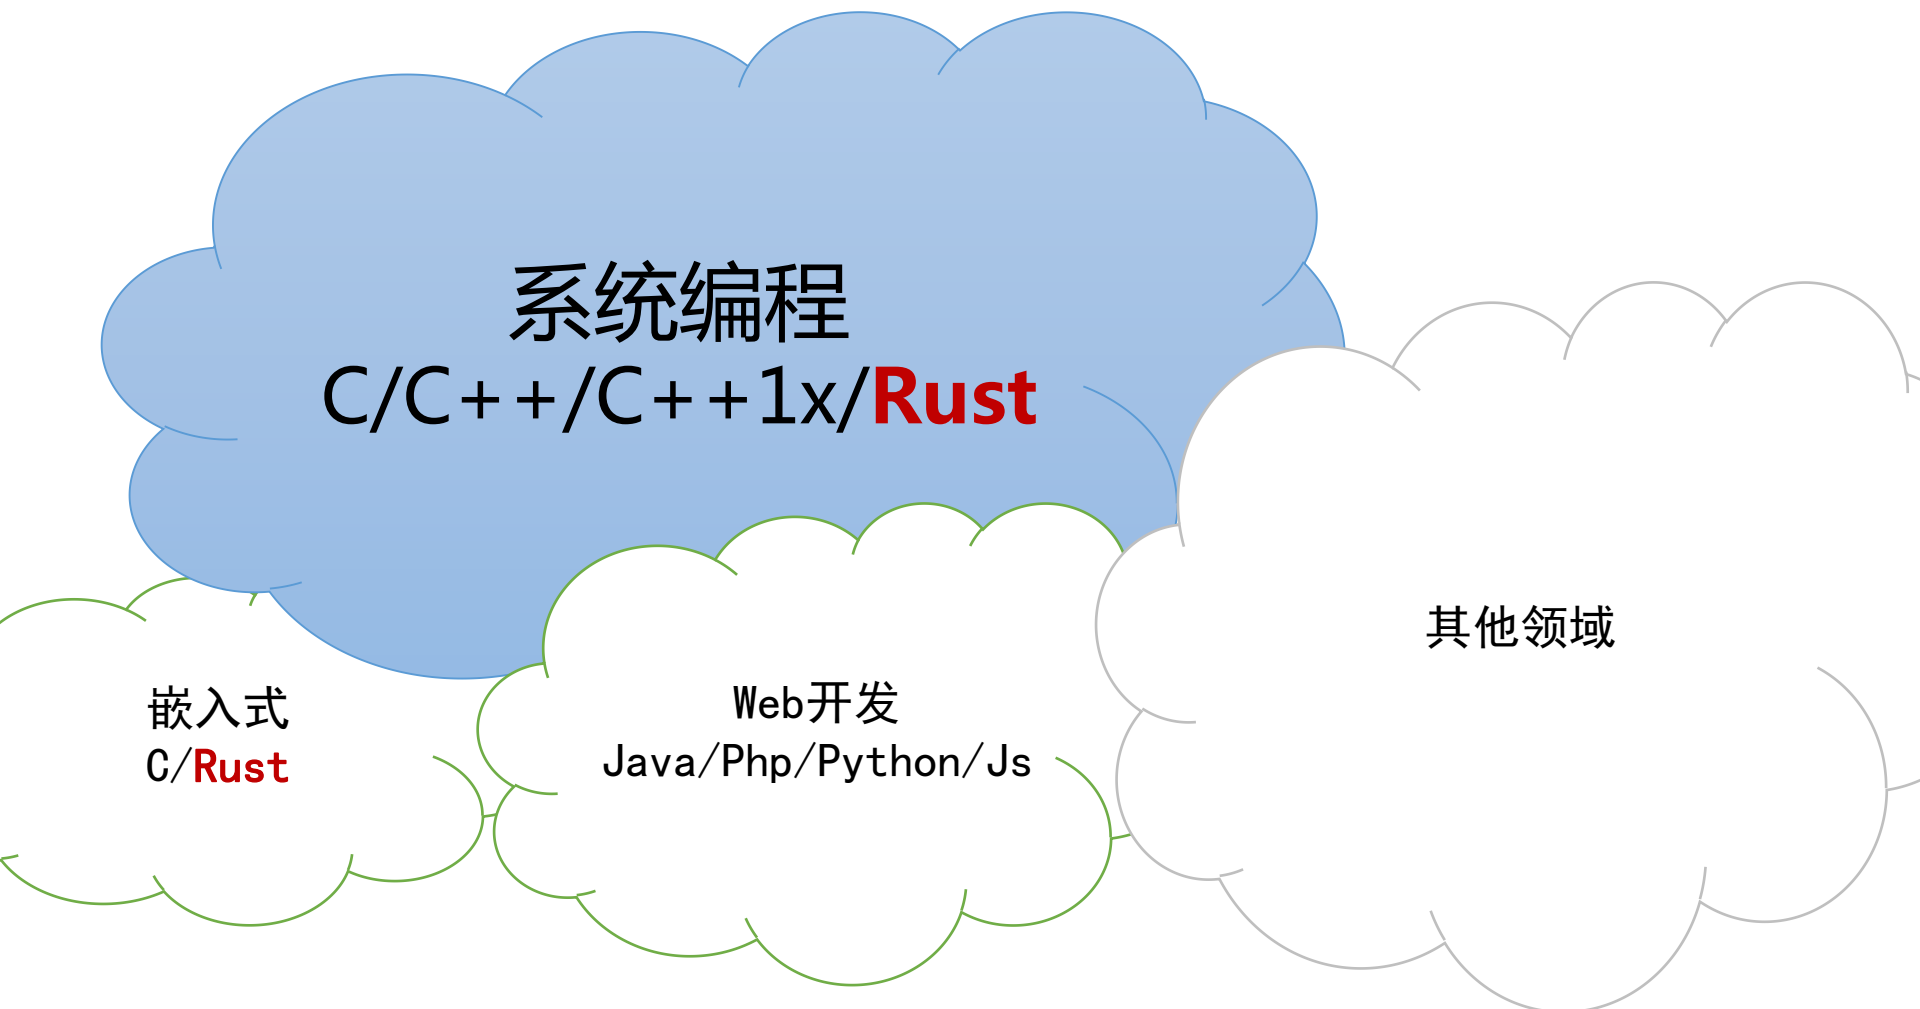 系统编程
C/C++/C++1x/Rust
嵌入式
C/Rust
Web开发
Java/Php/Python/Js
其他领域